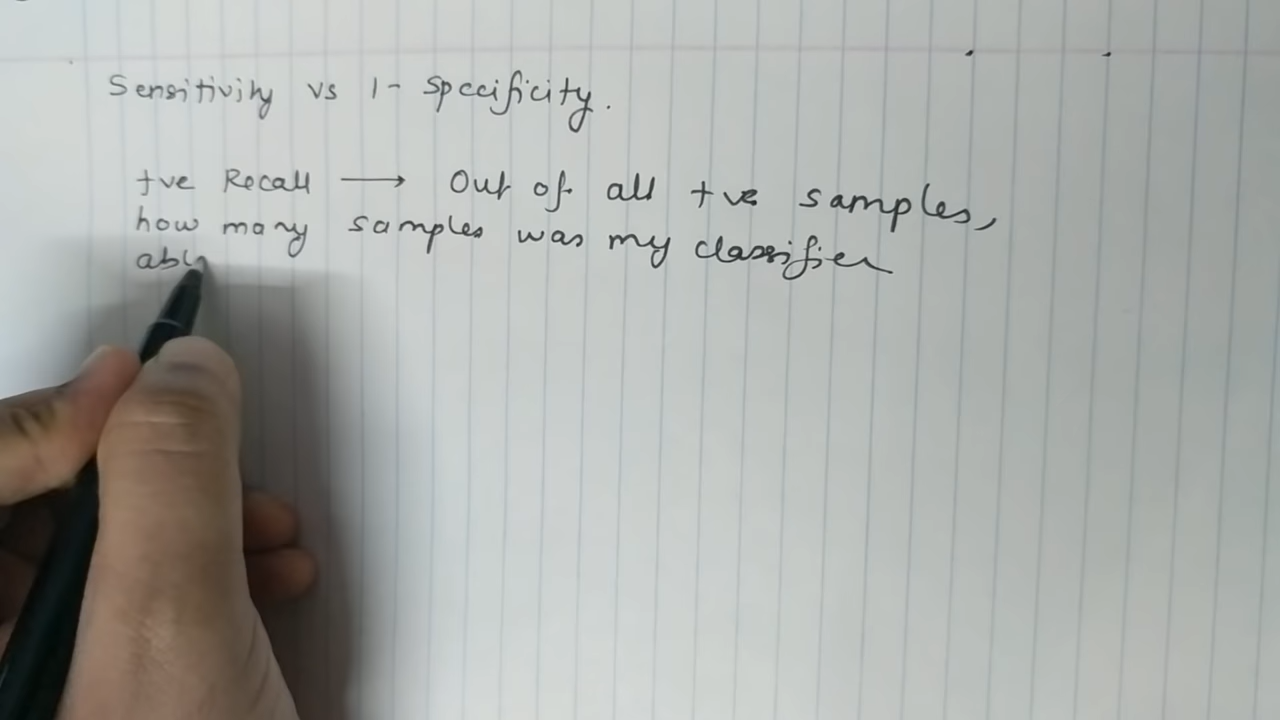 Sensitivity vs 1 - Specificity.
+ve Recall → Out of all +ve samples,
how many samples was my classifier